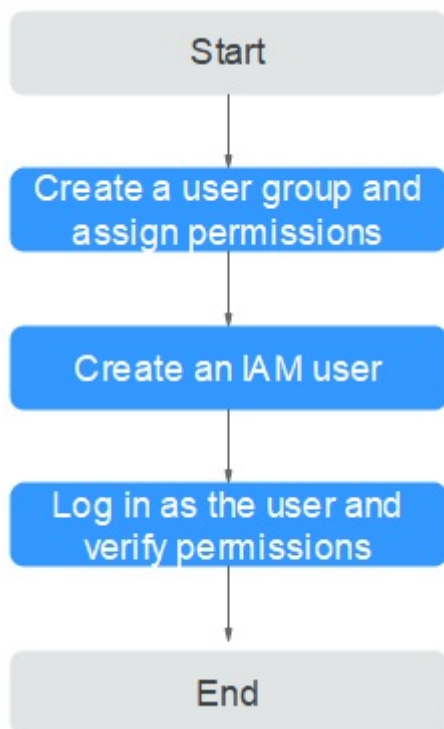 Start
Create a user group and
assign permissions
Create an IAM user
Log in as the user and
verify permissions
End